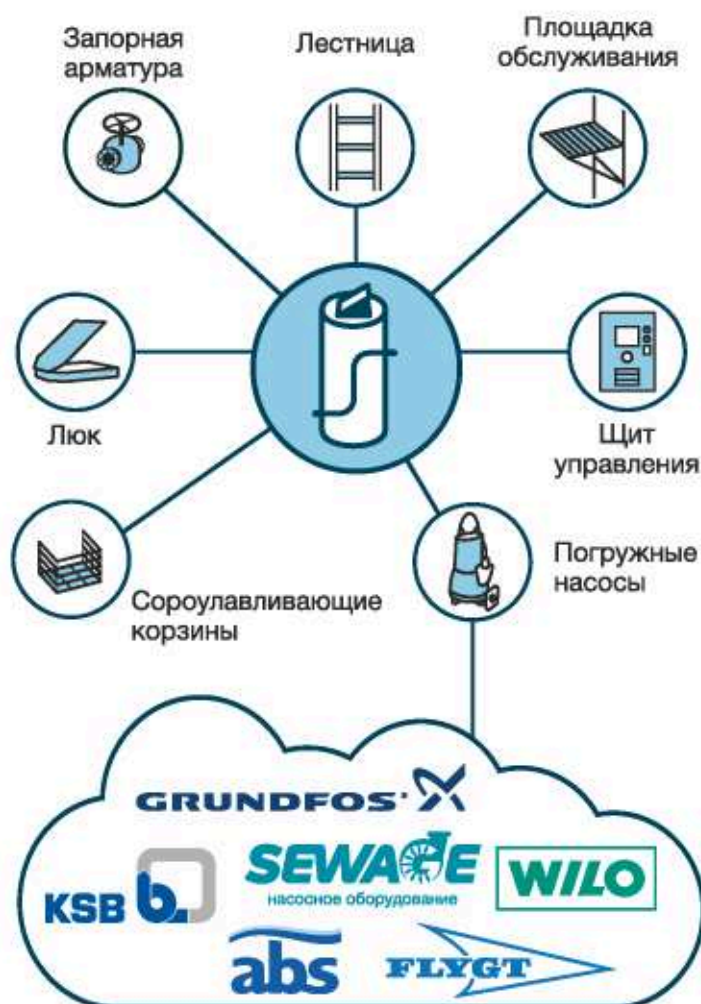 Запорная
арматура
Лестница
Площадка
обслуживания
Люк
Щит
управления
Сороулавливающие
корзины
Погружные
насосы
GRUNDFOS
KSB b.
SEWAGE
насосное оборудование
WILO
abs
FLYGT